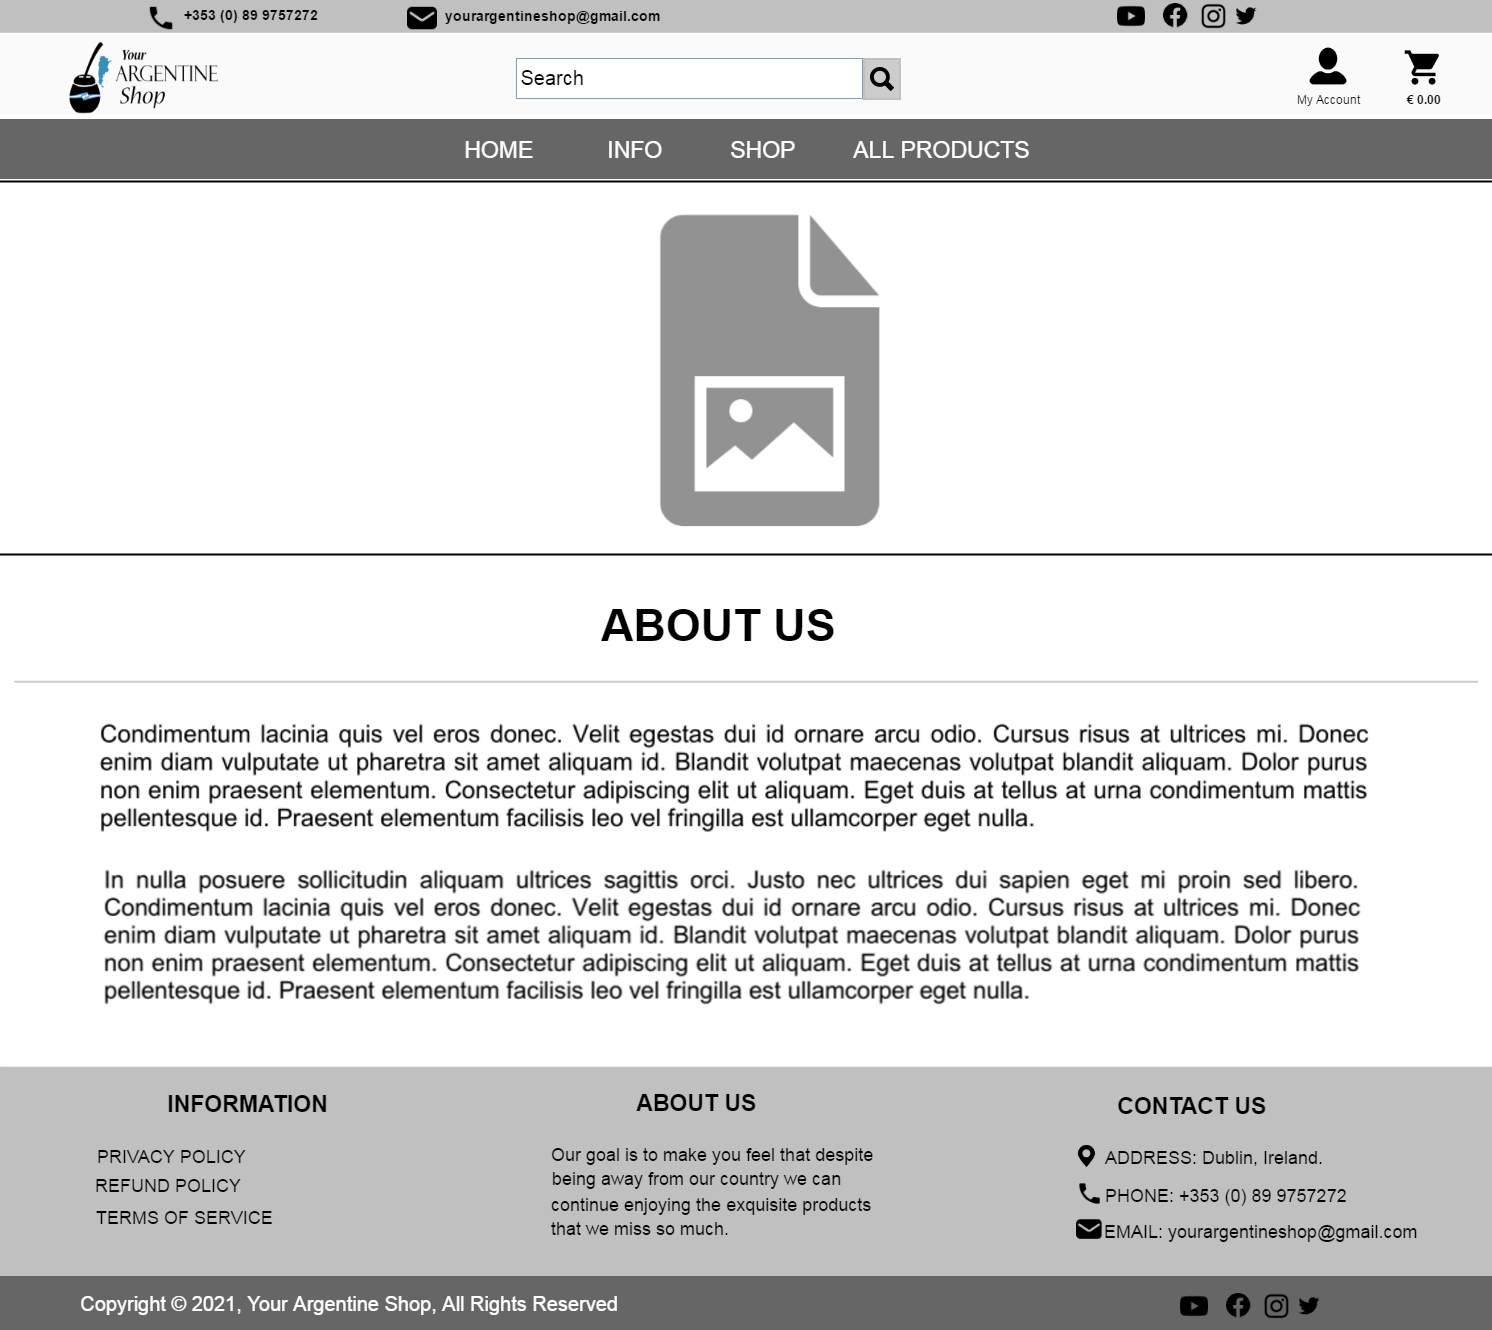 +353 (0) 89 9757272
yourargentineshop@gmail.com
Your
ARGENTINE
Shop
Search
My Account
€ 0.00
HOME
INFO
SHOP
ALL PRODUCTS
ABOUT US
Condimentum lacinia quis vel eros donec. Velit egestas dui id ornare arcu odio. Cursus risus at ultrices mi. Donec
enim diam vulputate ut pharetra sit amet aliquam id. Blandit volutpat maecenas volutpat blandit aliquam. Dolor purus
non enim praesent elementum. Consectetur adipiscing elit ut aliquam. Eget duis at tellus at urna condimentum mattis
pellentesque id. Praesent elementum facilisis leo vel fringilla est ullamcorper eget nulla.
In nulla posuere sollicitudin aliquam ultrices sagittis orci. Justo nec ultrices dui sapien eget mi proin sed libero.
Condimentum lacinia quis vel eros donec. Velit egestas dui id ornare arcu odio. Cursus risus at ultrices mi. Donec
enim diam vulputate ut pharetra sit amet aliquam id. Blandit volutpat maecenas volutpat blandit aliquam. Dolor purus
non enim praesent elementum. Consectetur adipiscing elit ut aliquam. Eget duis at tellus at urna condimentum mattis
pellentesque id. Praesent elementum facilisis leo vel fringilla est ullamcorper eget nulla.
INFORMATION
PRIVACY POLICY
REFUND POLICY
TERMS OF SERVICE
ABOUT US
Our goal is to make you feel that despite
being away from our country we can
continue enjoying the exquisite products
that we miss so much.
CONTACT US
ADDRESS: Dublin, Ireland.
PHONE: +353 (0) 89 9757272
EMAIL: yourargentineshop@gmail.com
Copyright © 2021, Your Argentine Shop, All Rights Reserved